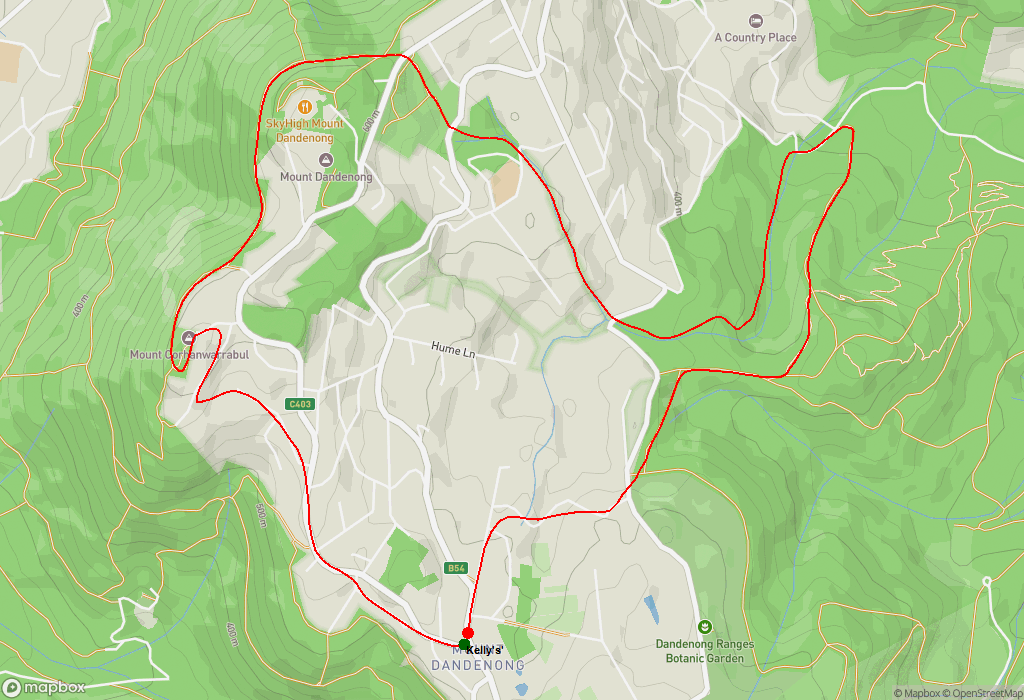 A Country Place
SkyHigh Mount
Dandenong
600 m
Mount Dandenong
400 m
400 m
Mount Corhanwarrabul
Hume Ln
C403
500 m
B54
400 m
Kelly's
DANDENONG
Dandenong Ranges
Botanic Garden
mapbox
© Mapbox © OpenStreetMap